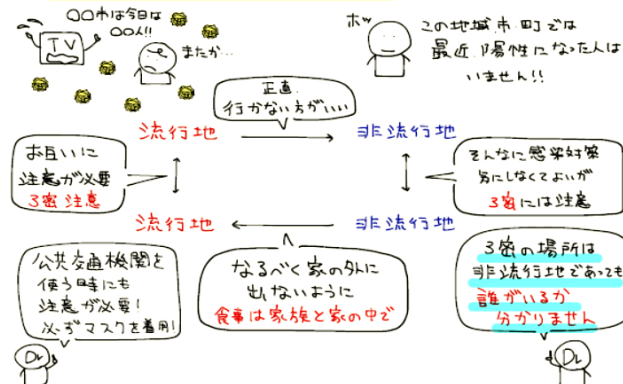 〇〇市は今日は
〇〇人!!
TV
またか…
ホッ
この地域、市・町では
最近陽性になった人は
いません!!
正直
行かない方がいい
流行地
非流行地
お互いに
注意が必要
3密注意
そんなに感染対策
気にしなくてよいが
3密には注意
流行地
非流行地
公共交通機関を
使う時にも
注意が必要!
必ずマスクを着用!
なるべく家の外に
出ないように
食事は家族と家の中で
3密の場所は
非流行地であっても
誰がいるか
分かりません
Dr
Dr